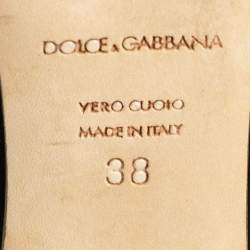 DOLCE & GABBANA
VERO CUOIO
MADE IN ITALY
38